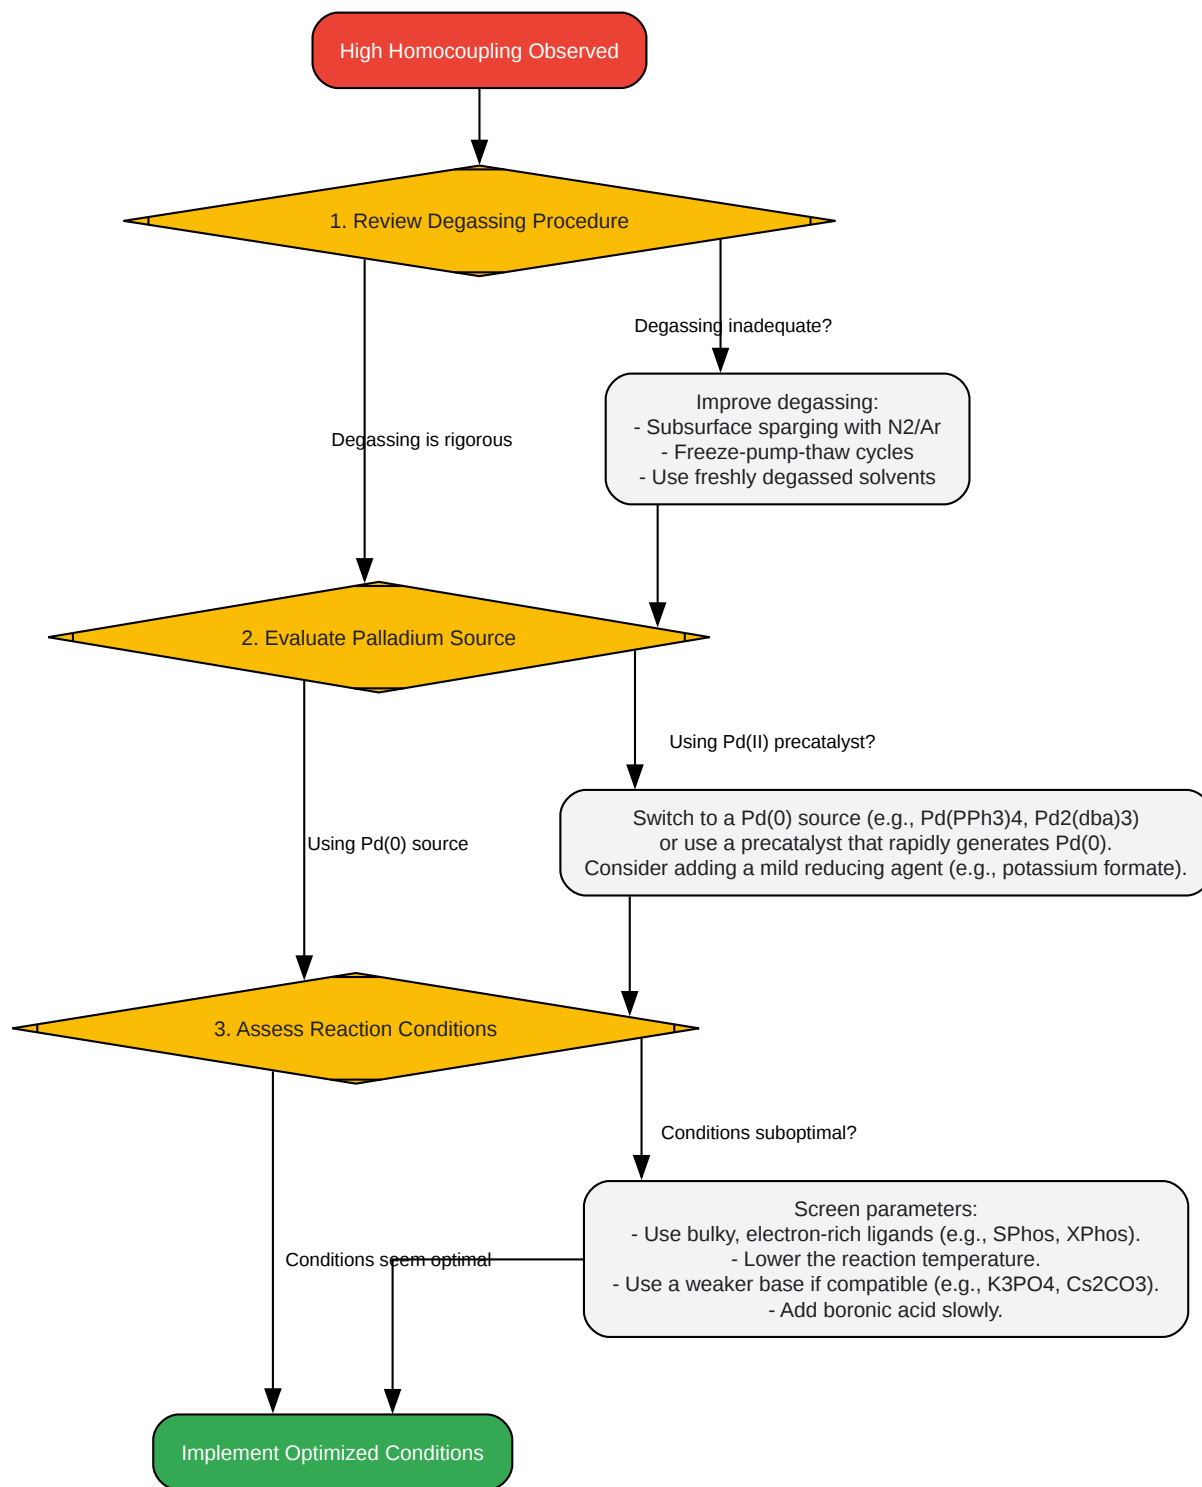 High Homocoupling Observed
1. Review Degassing Procedure
Degassing inadequate?
Improve degassing:
- Subsurface sparging with N2/Ar
- Freeze-pump-thaw cycles
- Use freshly degassed solvents
Degassing is rigorous
2. Evaluate Palladium Source
Using Pd(II) precatalyst?
Switch to a Pd(0) source (e.g., Pd(PPh3)4, Pd2(dba)3)
or use a precatalyst that rapidly generates Pd(0).
Consider adding a mild reducing agent (e.g., potassium formate).
Using Pd(0) source
3. Assess Reaction Conditions
Conditions suboptimal?
Screen parameters:
- Use bulky, electron-rich ligands (e.g., SPhos, XPhos).
- Lower the reaction temperature.
- Use a weaker base if compatible (e.g., K3PO4, Cs2CO3).
- Add boronic acid slowly.
Conditions seem optimal
Implement Optimized Conditions